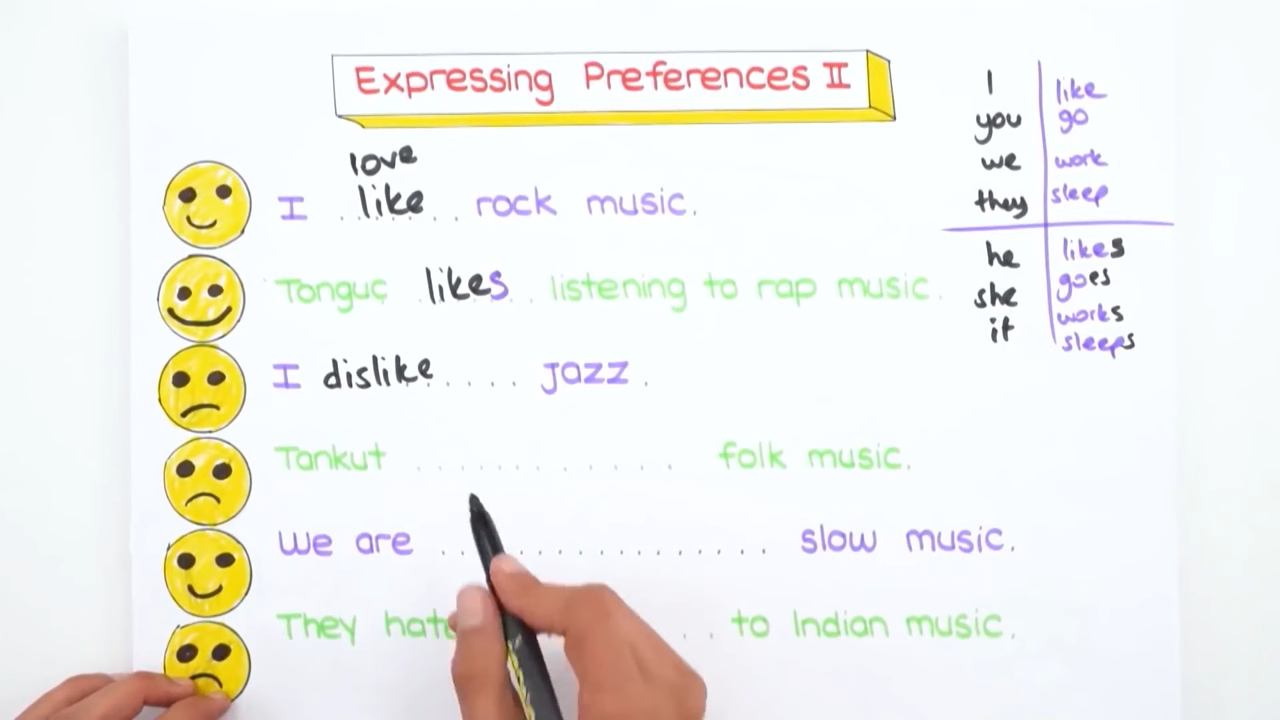 Expressing Preferences II
love
I like rock music.
Tonguç likes listening to rap music.
I dislike jazz.
Tankut ............ folk music.
We are ................ slow music.
They .. to Indian music.
I like
you go
we work
they sleep
he likes
she goes
it works
sleeps